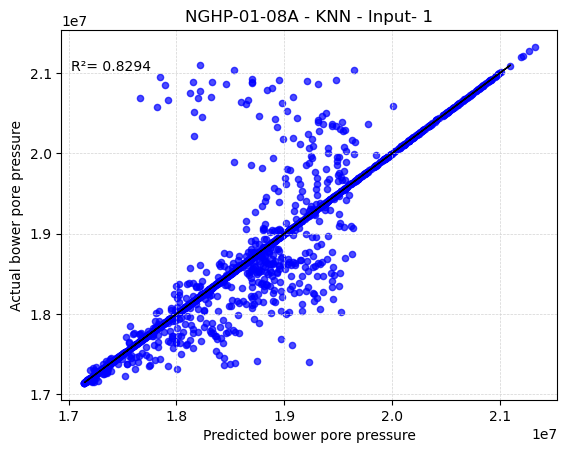 NGHP-01-08A - KNN - Input- 1
1e7
R²= 0.8294
2.1
2.0
1.9
1.8
1.7
Actual bower pore pressure
1.7 1.8 1.9 2.0 2.1
1e7
Predicted bower pore pressure